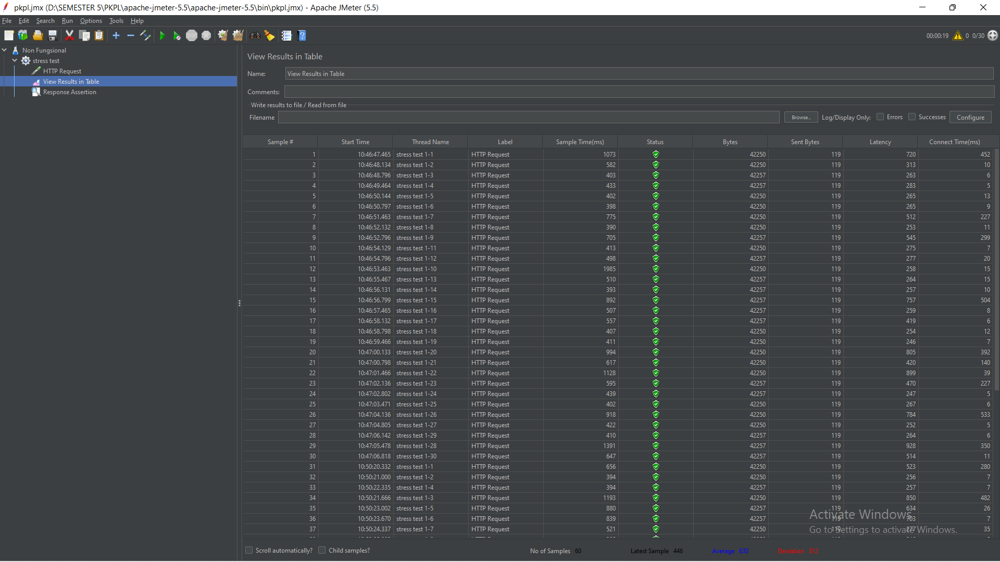 pkpl.jmx (D:\SEMESTER 5\PKPL\apache-jmeter-5.5\apache-jmeter-5.5\bin\pkpl.jmx) - Apache JMeter (5.5)
File Edit Search Run Options Tools Help
00:00:19 0 0/30
Non Fungsional
stress test
HTTP Request
View Results in Table
Response Assertion
View Results in Table
Name: View Results in Table
Comments:
Write results to file / Read from file
Filename Browse... Log/Display Only: Errors Successes Configure
Sample # Start Time Thread Name Label Sample Time(ms) Status Bytes Sent Bytes Latency Connect Time(ms)
1 10:46:47.465 stress test 1-1 HTTP Request 1073 42250 119 720 452
2 10:46:48.134 stress test 1-2 HTTP Request 582 42250 119 313 10
3 10:46:48.796 stress test 1-3 HTTP Request 403 42257 119 263 6
4 10:46:49.464 stress test 1-4 HTTP Request 433 42257 119 283 5
5 10:46:50.144 stress test 1-5 HTTP Request 402 42250 119 265 13
6 10:46:50.797 stress test 1-6 HTTP Request 398 42250 119 265 9
7 10:46:51.463 stress test 1-7 HTTP Request 775 42250 119 512 227
8 10:46:52.132 stress test 1-8 HTTP Request 390 42250 119 253 11
9 10:46:52.796 stress test 1-9 HTTP Request 705 42257 119 545 299
10 10:46:54.129 stress test 1-11 HTTP Request 413 42250 119 275 7
11 10:46:54.796 stress test 1-12 HTTP Request 498 42257 119 277 20
12 10:46:53.463 stress test 1-10 HTTP Request 1985 42250 119 258 15
13 10:46:55.467 stress test 1-13 HTTP Request 510 42257 119 264 15
14 10:46:56.131 stress test 1-14 HTTP Request 393 42257 119 257 10
15 10:46:56.799 stress test 1-15 HTTP Request 892 42257 119 757 504
16 10:46:57.465 stress test 1-16 HTTP Request 507 42257 119 259 8
17 10:46:58.132 stress test 1-17 HTTP Request 557 42257 119 419 6
18 10:46:58.798 stress test 1-18 HTTP Request 407 42250 119 254 12
19 10:46:59.466 stress test 1-19 HTTP Request 411 42250 119 246 7
20 10:47:00.133 stress test 1-20 HTTP Request 994 42250 119 805 392
21 10:47:00.798 stress test 1-21 HTTP Request 617 42250 119 420 140
22 10:47:01.466 stress test 1-22 HTTP Request 1128 42250 119 899 39
23 10:47:02.136 stress test 1-23 HTTP Request 595 42257 119 470 227
24 10:47:02.802 stress test 1-24 HTTP Request 439 42257 119 247 5
25 10:47:03.471 stress test 1-25 HTTP Request 402 42250 119 267 6
26 10:47:04.136 stress test 1-26 HTTP Request 918 42250 119 784 533
27 10:47:04.805 stress test 1-27 HTTP Request 422 42250 119 252 5
28 10:47:06.142 stress test 1-29 HTTP Request 410 42257 119 264 6
29 10:47:05.478 stress test 1-28 HTTP Request 1391 42257 119 928 350
30 10:47:06.818 stress test 1-30 HTTP Request 647 42257 119 514 11
31 10:50:20.332 stress test 1-1 HTTP Request 656 42250 119 523 280
32 10:50:21.000 stress test 1-2 HTTP Request 394 42250 119 256 7
33 10:50:22.335 stress test 1-4 HTTP Request 394 42257 119 257 7
34 10:50:21.666 stress test 1-3 HTTP Request 1193 42250 119 850 482
35 10:50:23.002 stress test 1-5 HTTP Request 880 42257 119 634 26
36 10:50:23.670 stress test 1-6 HTTP Request 839 42257 119 703 7
37 10:50:24.337 stress test 1-7 HTTP Request 521 42257 119 227 35
Activate Windows
Go to Settings to activate Windows.
Scroll automatically? Child samples? No of Samples 60 Latest Sample 446 Average 630 Deviation 312